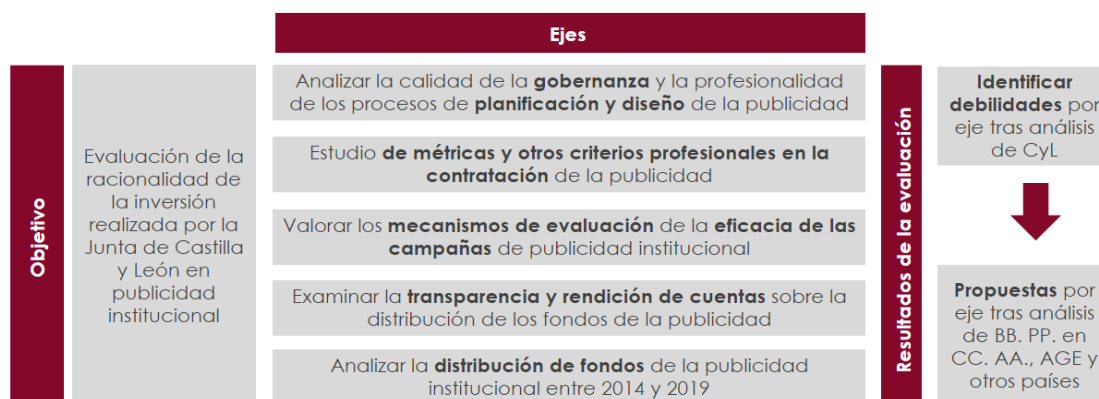 Ejes
Objetivo
Evaluación de la
racionalidad de
la inversión
realizada por la
Junta de Castilla
y León en
publicidad
institucional
Analizar la calidad de la gobernanza y la profesionalidad
de los procesos de planificación y diseño de la publicidad
Estudio de métricas y otros criterios profesionales en la
contratación de la publicidad
Valorar los mecanismos de evaluación de la eficacia de las
campañas de publicidad institucional
Examinar la transparencia y rendición de cuentas sobre la
distribución de los fondos de la publicidad
Analizar la distribución de fondos de la publicidad
institucional entre 2014 y 2019
Resultados de la evaluación
Identificar
debilidades por
eje tras análisis
de CyL
Propuestas por
eje tras análisis
de BB. PP. en
CC. AA., AGE y
otros países